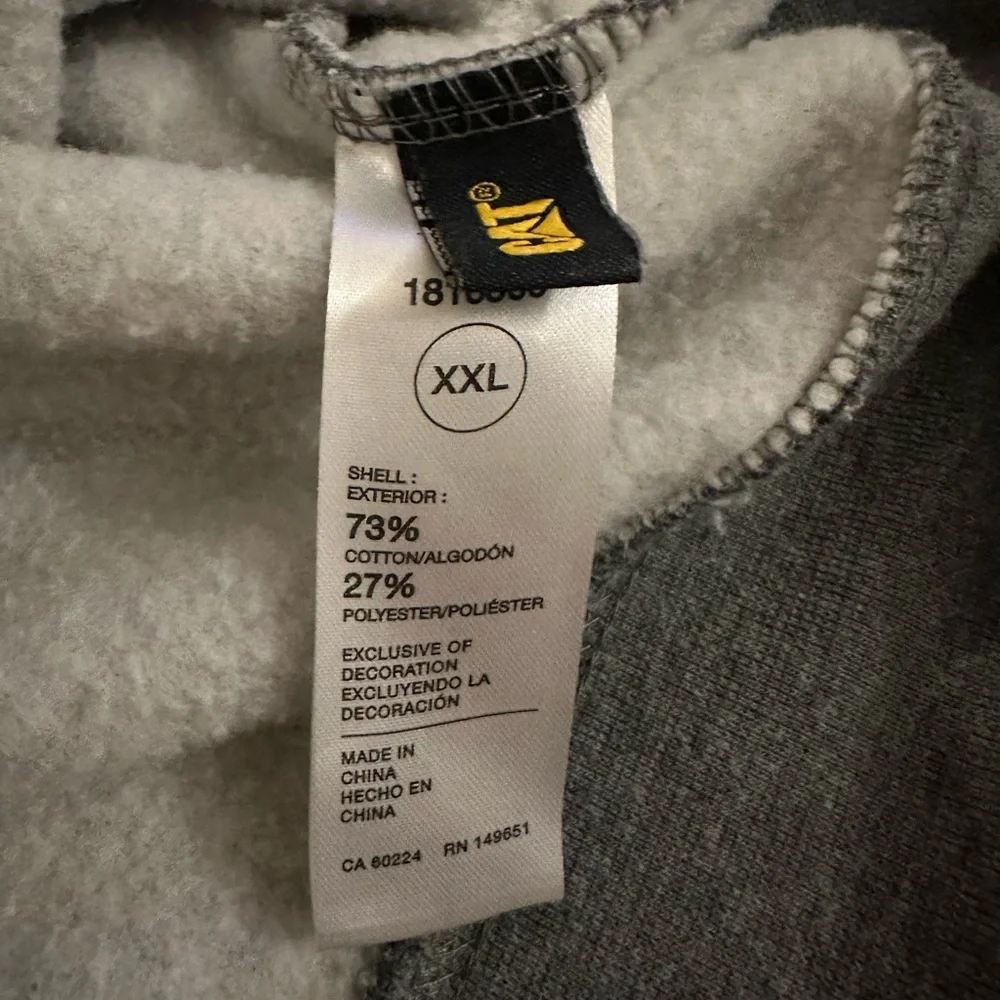 CAT
XXL
SHELL :
EXTERIOR :
73%
COTTON/ALGODÓN
27%
POLYESTER/POLIÉSTER
EXCLUSIVE OF
DECORATION
EXCLUYENDO LA
DECORACIÓN
MADE IN
CHINA
HECHO EN
CHINA
CA 60224 RN 149651